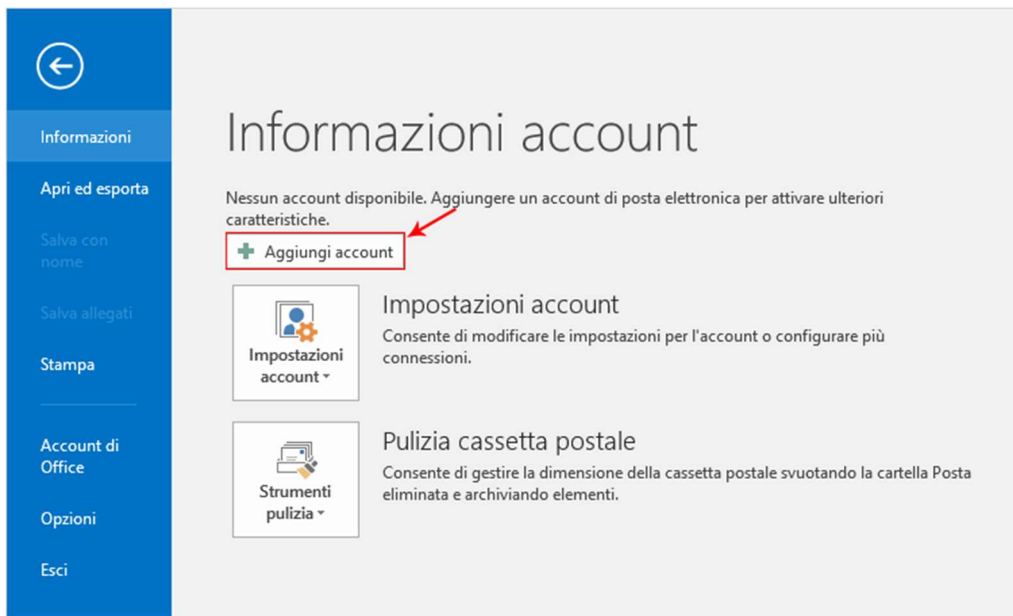 Informazioni
Apri ed esporta
Salva con
nome
Salva allegati
Stampa
Account di
Office
Opzioni
Esci
Informazioni account
Nessun account disponibile. Aggiungere un account di posta elettronica per attivare ulteriori
caratteristiche.
Aggiungi account
Impostazioni
account
Impostazioni account
Consente di modificare le impostazioni per l'account o configurare più
connessioni.
Strumenti
pulizia
Pulizia cassetta postale
Consente di gestire la dimensione della cassetta postale svuotando la cartella Posta
eliminata e archiviando elementi.